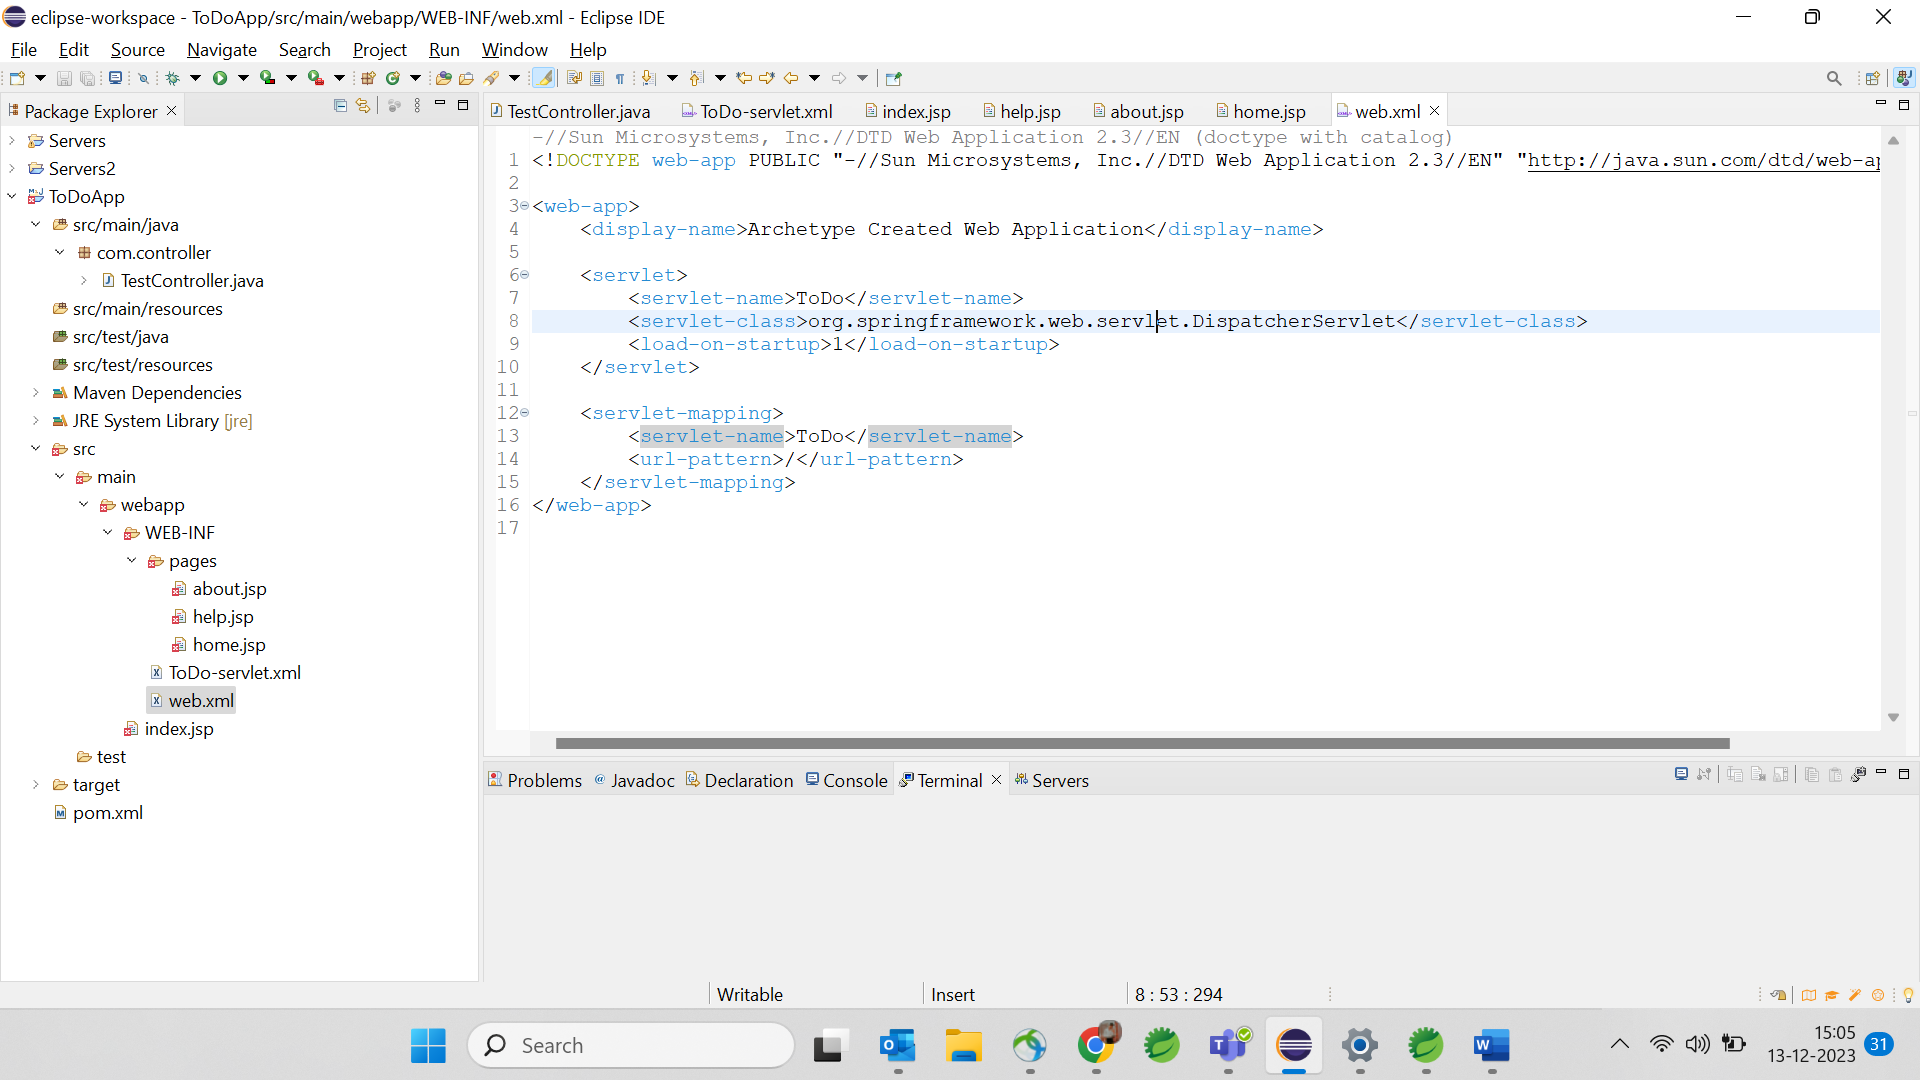 eclipse-workspace - ToDoApp/src/main/webapp/WEB-INF/web.xml - Eclipse IDE
File Edit Source Navigate Search Project Run Window Help
Package Explorer
Servers
Servers2
ToDoApp
src/main/java
com.controller
TestController.java
src/main/resources
src/test/java
src/test/resources
Maven Dependencies
JRE System Library [jre]
src
main
webapp
WEB-INF
pages
about.jsp
help.jsp
home.jsp
ToDo-servlet.xml
web.xml
index.jsp
test
target
pom.xml
TestController.java ToDo-servlet.xml index.jsp help.jsp about.jsp home.jsp web.xml
-//Sun Microsystems, Inc.//DTD Web Application 2.3//EN (doctype with catalog)
1 <!DOCTYPE web-app PUBLIC "-//Sun Microsystems, Inc.//DTD Web Application 2.3//EN" "http://java.sun.com/dtd/web-ap
2
3 <web-app>
4 <display-name>Archetype Created Web Application</display-name>
5
6 <servlet>
7 <servlet-name>ToDo</servlet-name>
8 <servlet-class>org.springframework.web.servlet.DispatcherServlet</servlet-class>
9 <load-on-startup>1</load-on-startup>
10 </servlet>
11
12 <servlet-mapping>
13 <servlet-name>ToDo</servlet-name>
14 <url-pattern>/</url-pattern>
15 </servlet-mapping>
16 </web-app>
17
Problems Javadoc Declaration Console Terminal Servers
Writable Insert 8 : 53 : 294
Search
15:05
13-12-2023 31